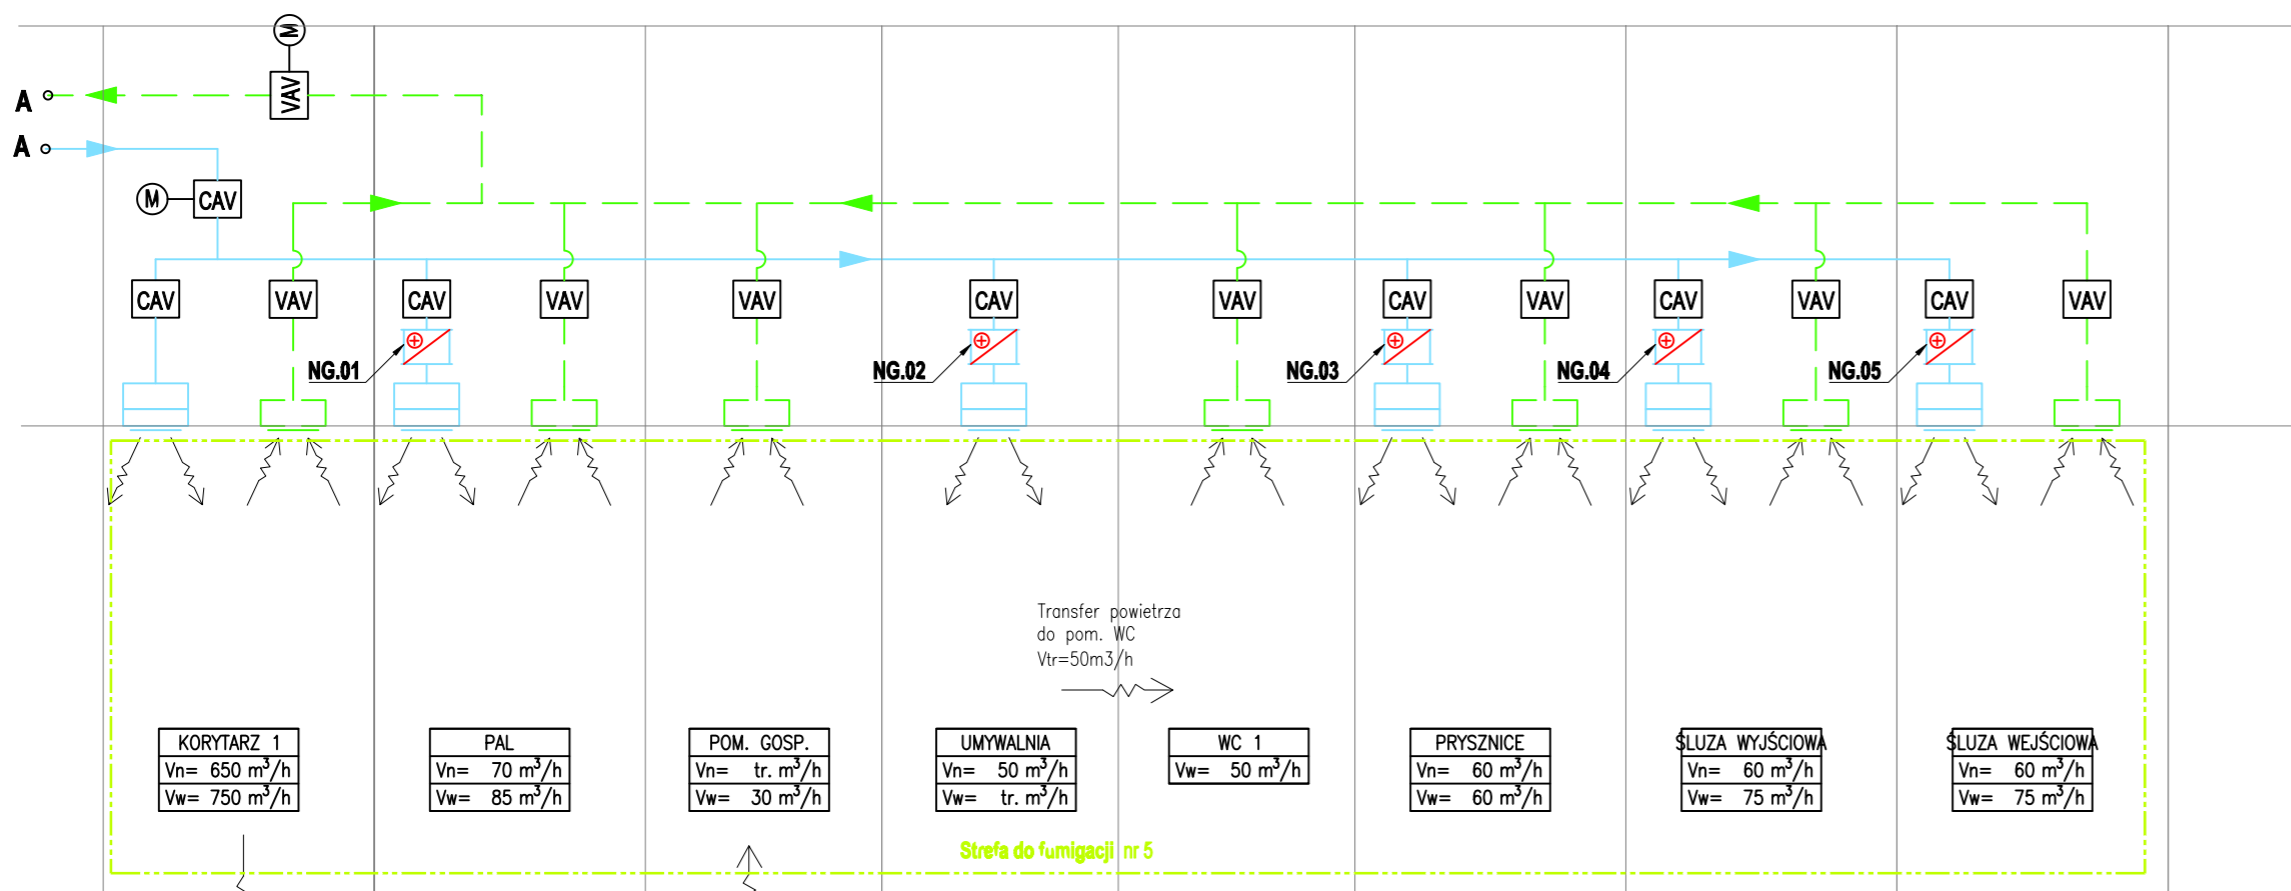 M
VAV
A
A
M
CAV
CAV
VAV
CAV
VAV
VAV
CAV
VAV
CAV
VAV
CAV
VAV
CAV
VAV
NG.01
NG.02
NG.03
NG.04
NG.05
Transfer powietrza
do pom. WC
Vtr=50m3/h
KORYTARZ 1
Vn= 650 m³/h
Vw= 750 m³/h
PAL
Vn= 70 m³/h
Vw= 85 m³/h
POM. GOSP.
Vn= tr. m³/h
Vw= 30 m³/h
UMYWALNIA
Vn= 50 m³/h
Vw= tr. m³/h
WC 1
Vw= 50 m³/h
PRYSZNICE
Vn= 60 m³/h
Vw= 60 m³/h
ŚLUZA WYJŚCIOWA
Vn= 60 m³/h
Vw= 75 m³/h
ŚLUZA WEJŚCIOWA
Vn= 60 m³/h
Vw= 75 m³/h
Strefa do fumigacji nr 5